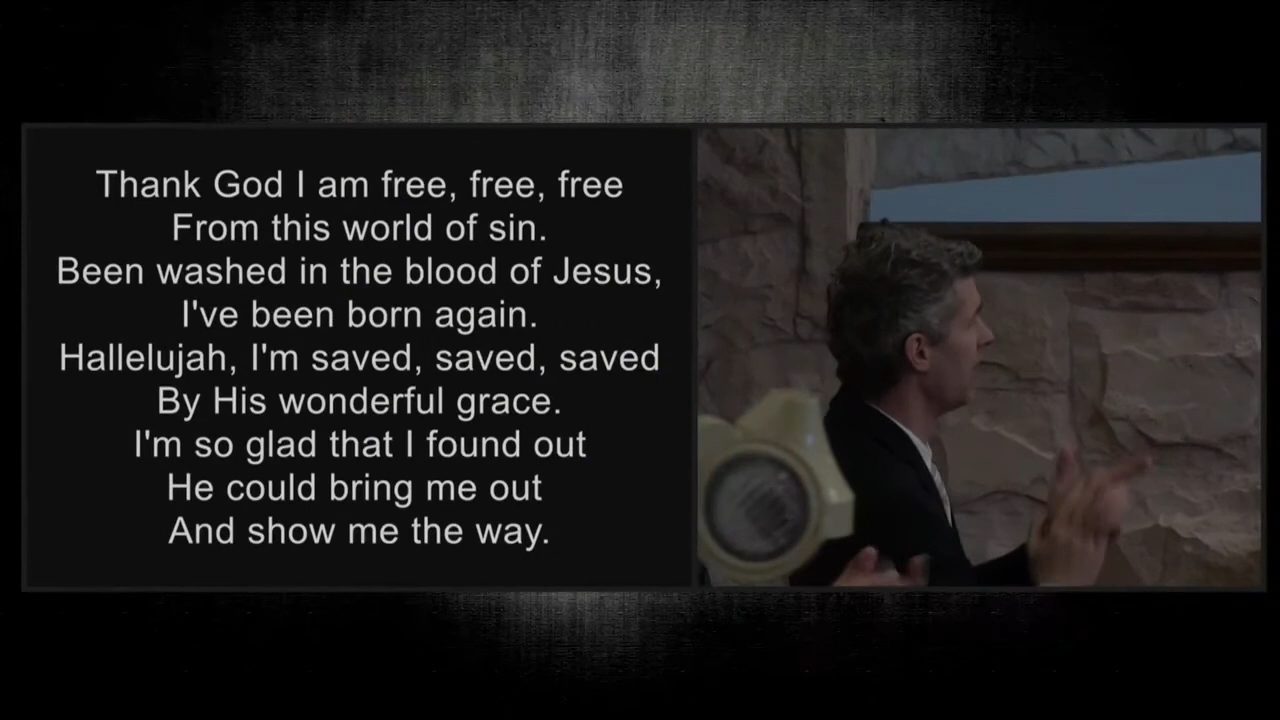 Thank God I am free, free, free
From this world of sin.
Been washed in the blood of Jesus,
I've been born again.
Hallelujah, I'm saved, saved, saved
By His wonderful grace.
I'm so glad that I found out
He could bring me out
And show me the way.